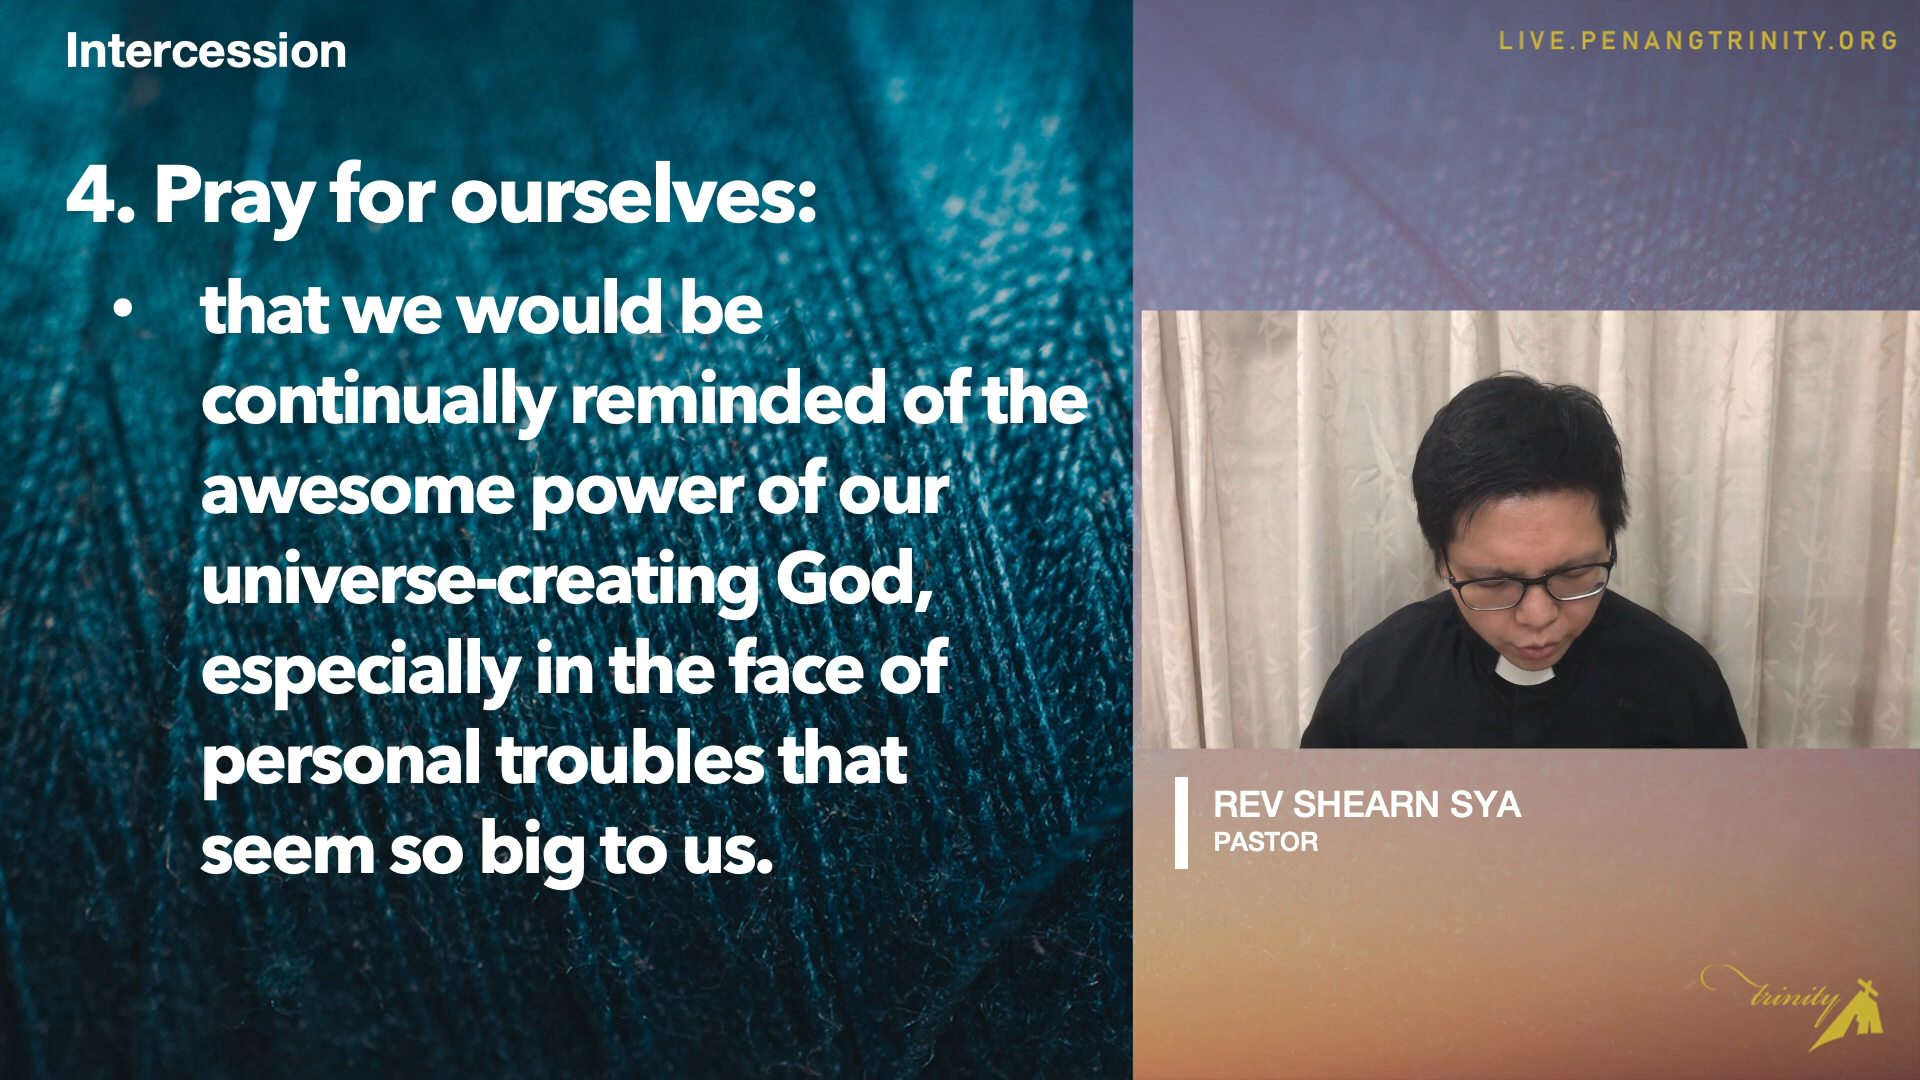 Intercession
4. Pray for ourselves:
• that we would be
continually reminded of the
awesome power of our
universe-creating God,
especially in the face of
personal troubles that
seem so big to us.
LIVE.PENANGTRINITY.ORG
REV SHEARN SYA
PASTOR
trinity